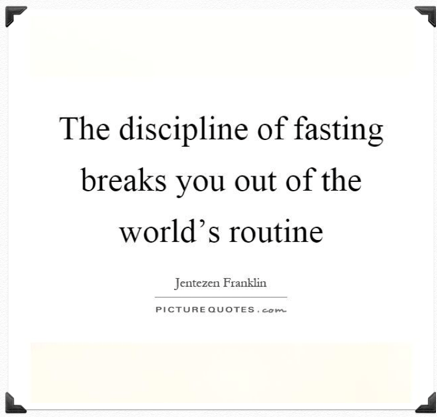 The discipline of fasting
breaks you out of the
world’s routine
Jentezen Franklin
PICTUREQUOTES.com